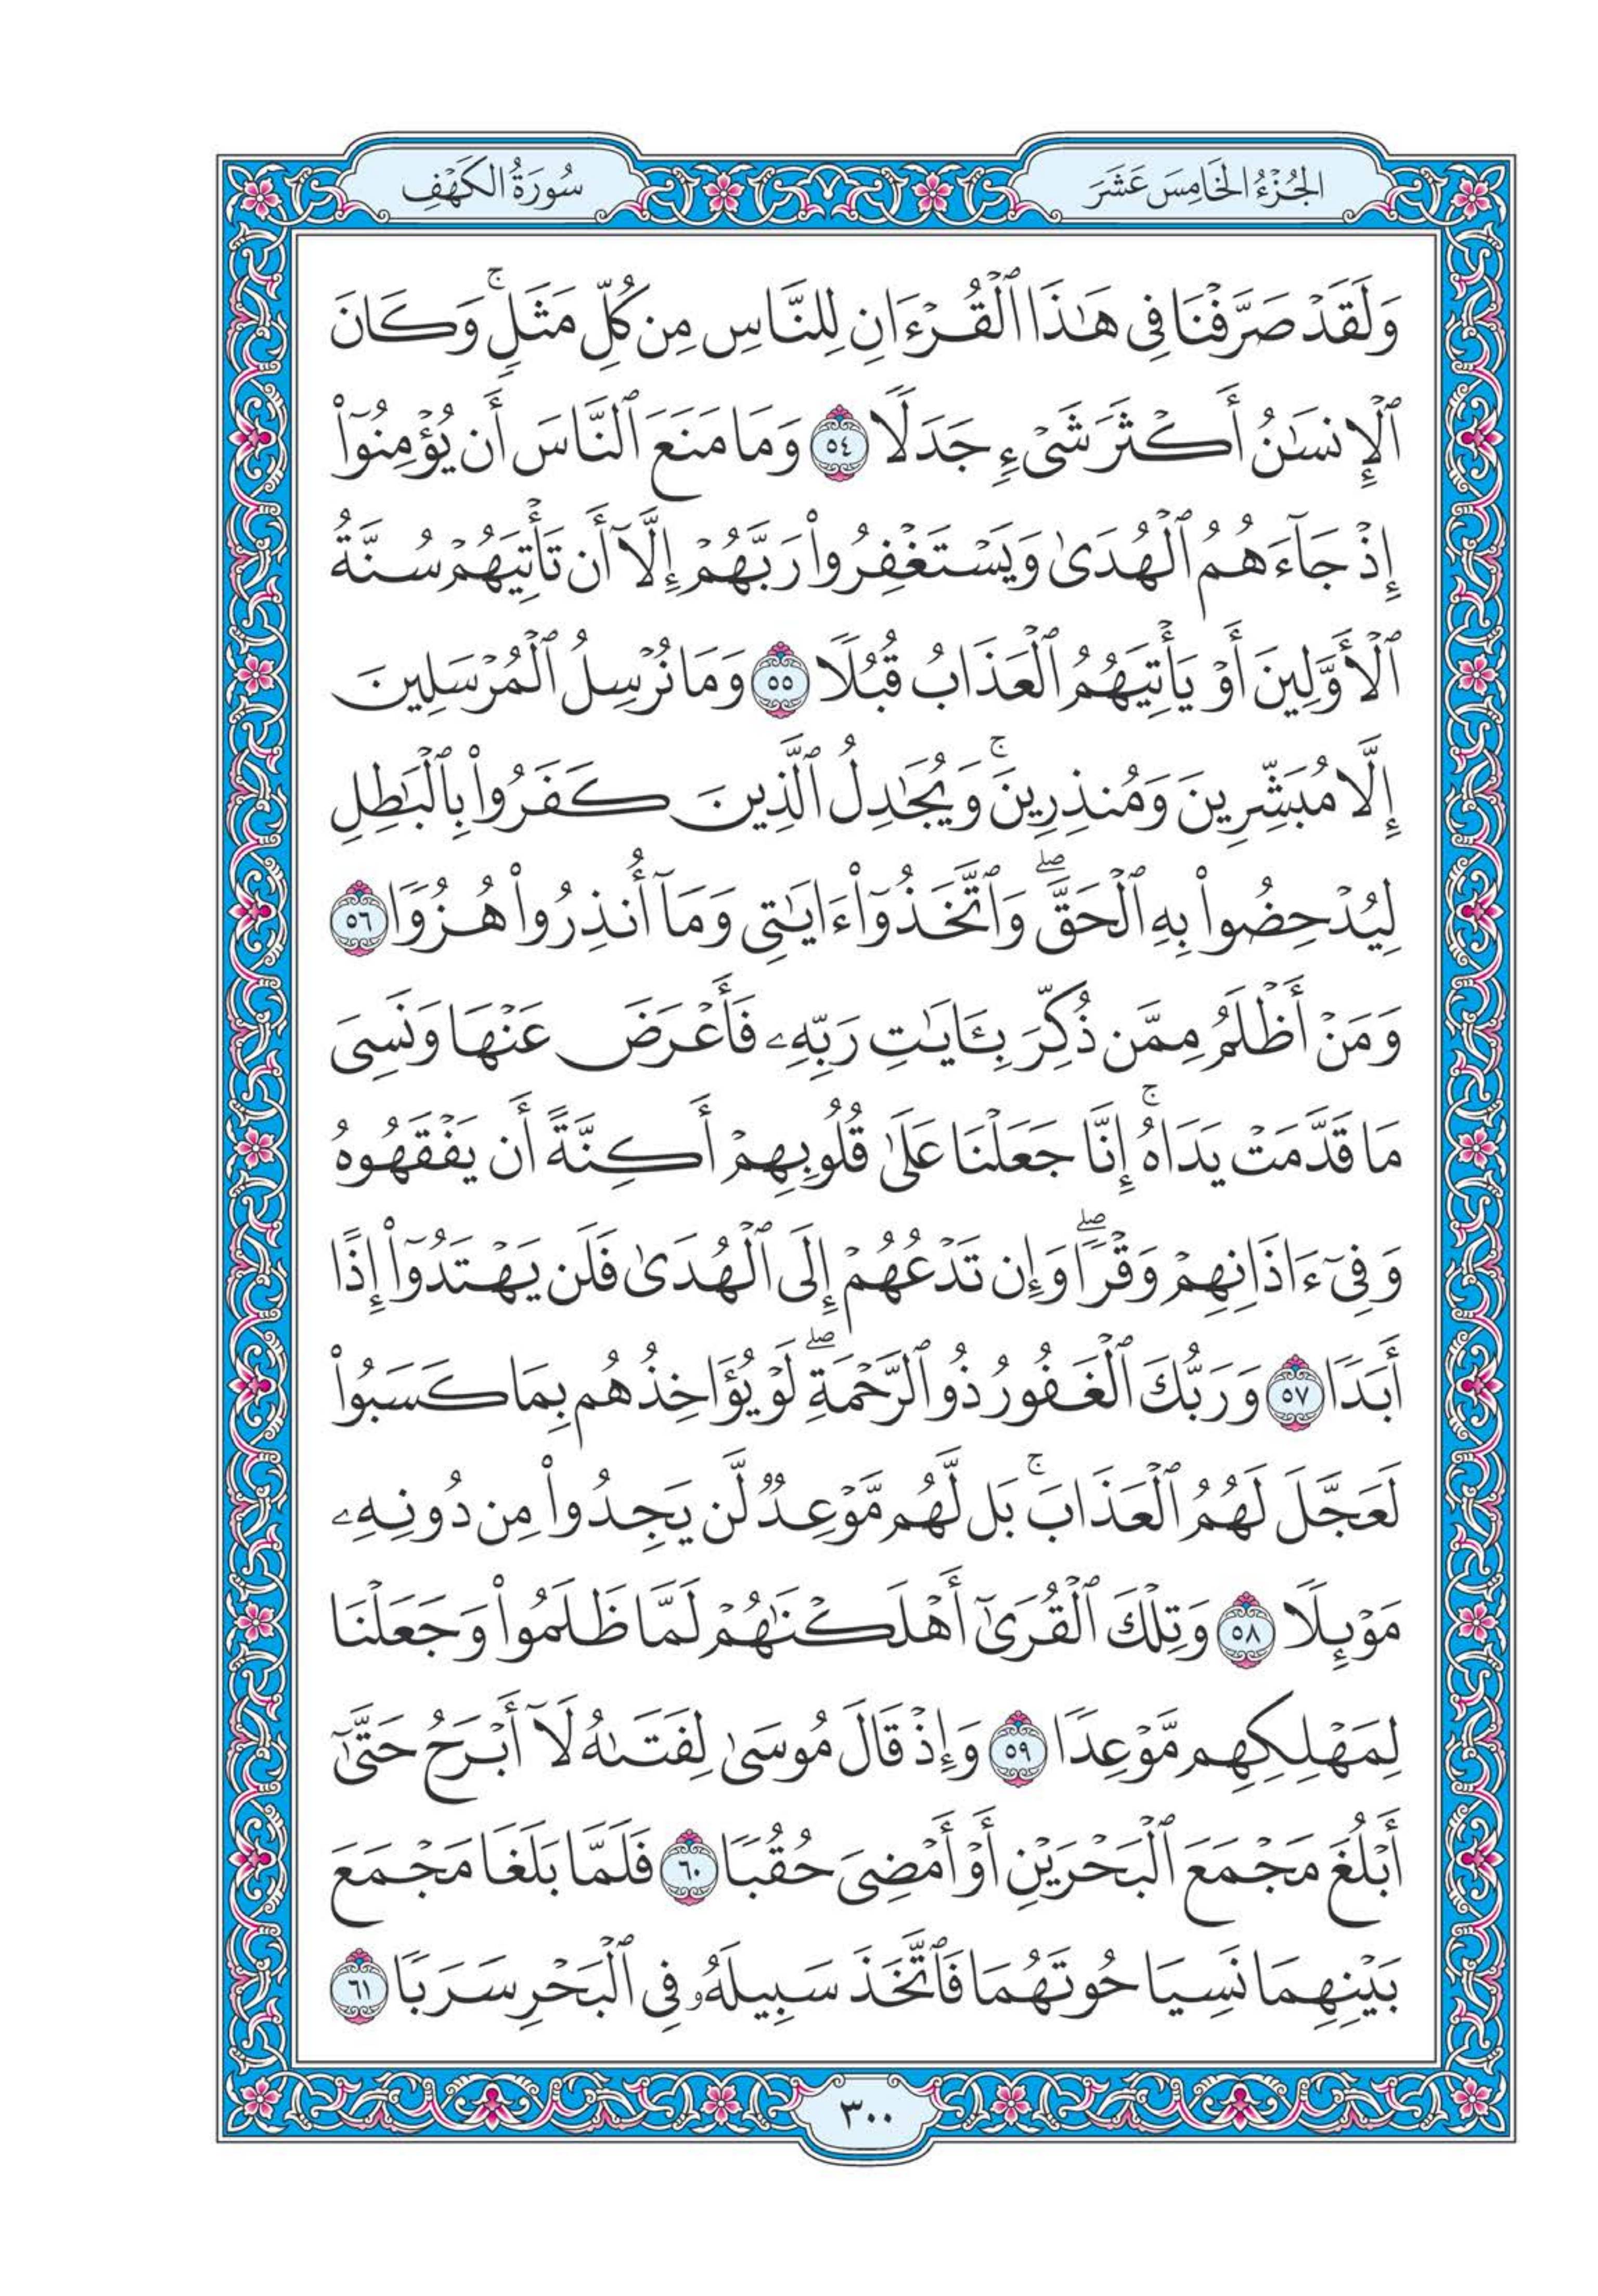 الجُزْءُ الخَامِسَ عَشَرَ
سُورَةُ الكَهْفِ
وَلَقَدْ صَرَّفْنَا فِي هَٰذَا ٱلْقُرْءَانِ لِلنَّاسِ مِن كُلِّ مَثَلٖۚ وَكَانَ
ٱلْإِنسَٰنُ أَكْثَرَ شَيْءٖ جَدَلٗا ٥٤ وَمَا مَنَعَ ٱلنَّاسَ أَن يُؤْمِنُوٓاْ
إِذْ جَآءَهُمُ ٱلْهُدَىٰ وَيَسْتَغْفِرُواْ رَبَّهُمْ إِلَّآ أَن تَأْتِيَهُمْ سُنَّةُ
ٱلْأَوَّلِينَ أَوْ يَأْتِيَهُمُ ٱلْعَذَابُ قُبُلٗا ٥٥ وَمَا نُرْسِلُ ٱلْمُرْسَلِينَ
إِلَّا مُبَشِّرِينَ وَمُنذِرِينَۚ وَيُجَٰدِلُ ٱلَّذِينَ كَفَرُواْ بِٱلْبَٰطِلِ
لِيُدْحِضُواْ بِهِ ٱلْحَقَّۖ وَٱتَّخَذُوٓاْ ءَايَٰتِي وَمَآ أُنذِرُواْ هُزُوٗا ٥٦
وَمَنْ أَظْلَمُ مِمَّن ذُكِّرَ بِـَٔايَٰتِ رَبِّهِۦ فَأَعْرَضَ عَنْهَا وَنَسِيَ
مَا قَدَّمَتْ يَدَاهُۚ إِنَّا جَعَلْنَا عَلَىٰ قُلُوبِهِمْ أَكِنَّةً أَن يَفْقَهُوهُ
وَفِيٓ ءَاذَانِهِمْ وَقْرٗاۖ وَإِن تَدْعُهُمْ إِلَى ٱلْهُدَىٰ فَلَن يَهْتَدُوٓاْ إِذًا
أَبَدٗا ٥٧ وَرَبُّكَ ٱلْغَفُورُ ذُو ٱلرَّحْمَةِۖ لَوْ يُؤَاخِذُهُم بِمَا كَسَبُواْ
لَعَجَّلَ لَهُمُ ٱلْعَذَابَۚ بَل لَّهُم مَّوْعِدٞ لَّن يَجِدُواْ مِن دُونِهِۦ
مَوْئِلٗا ٥٨ وَتِلْكَ ٱلْقُرَىٰٓ أَهْلَكْنَٰهُمْ لَمَّا ظَلَمُواْ وَجَعَلْنَا
لِمَهْلِكِهِم مَّوْعِدٗا ٥٩ وَإِذْ قَالَ مُوسَىٰ لِفَتَىٰهُ لَآ أَبْرَحُ حَتَّىٰٓ
أَبْلُغَ مَجْمَعَ ٱلْبَحْرَيْنِ أَوْ أَمْضِيَ حُقُبٗا ٦٠ فَلَمَّا بَلَغَا مَجْمَعَ
بَيْنِهِمَا نَسِيَا حُوتَهُمَا فَٱتَّخَذَ سَبِيلَهُۥ فِي ٱلْبَحْرِ سَرَبٗا ٦١
٣٠٠